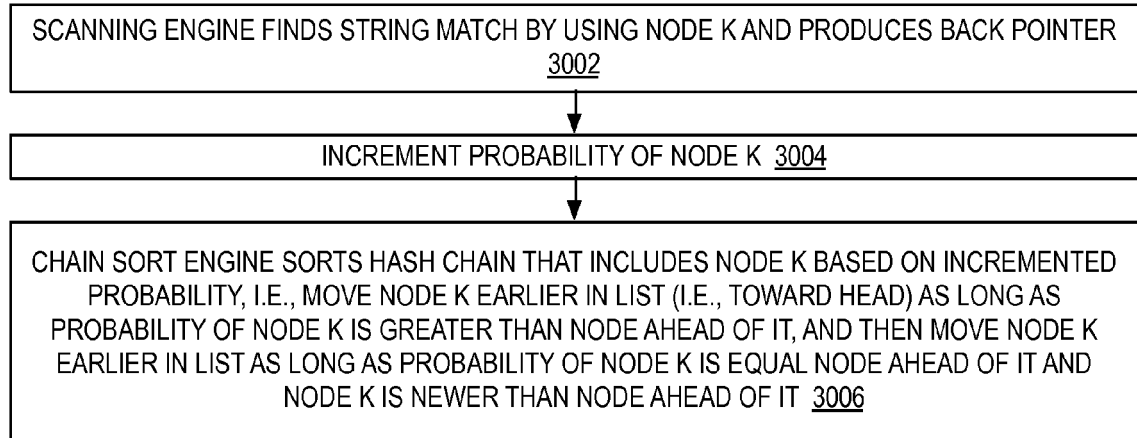 SCANNING ENGINE FINDS STRING MATCH BY USING NODE K AND PRODUCES BACK POINTER
3002
INCREMENT PROBABILITY OF NODE K 3004
CHAIN SORT ENGINE SORTS HASH CHAIN THAT INCLUDES NODE K BASED ON INCREMENTED
PROBABILITY, I.E., MOVE NODE K EARLIER IN LIST (I.E., TOWARD HEAD) AS LONG AS
PROBABILITY OF NODE K IS GREATER THAN NODE AHEAD OF IT, AND THEN MOVE NODE K
EARLIER IN LIST AS LONG AS PROBABILITY OF NODE K IS EQUAL NODE AHEAD OF IT AND
NODE K IS NEWER THAN NODE AHEAD OF IT 3006